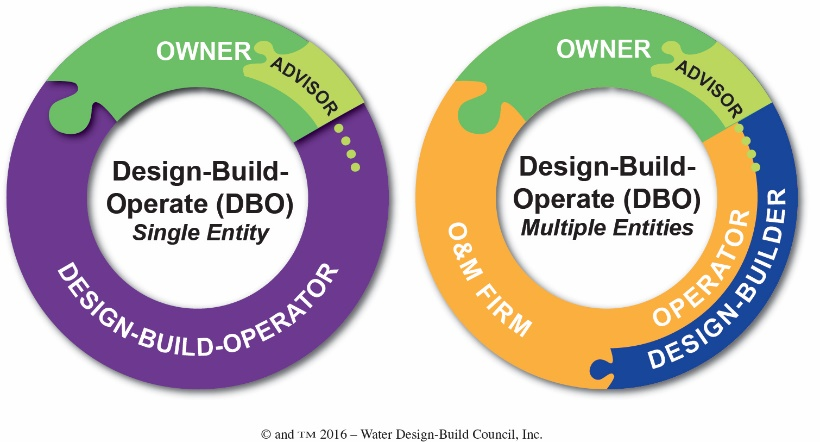 OWNER
ADVISOR
Design-Build-
Operate (DBO)
Single Entity
DESIGN-BUILD-OPERATOR
OWNER
ADVISOR
Design-Build-
Operate (DBO)
Multiple Entities
O&M FIRM
OPERATOR
DESIGN-BUILDER
© and ™ 2016 – Water Design-Build Council, Inc.